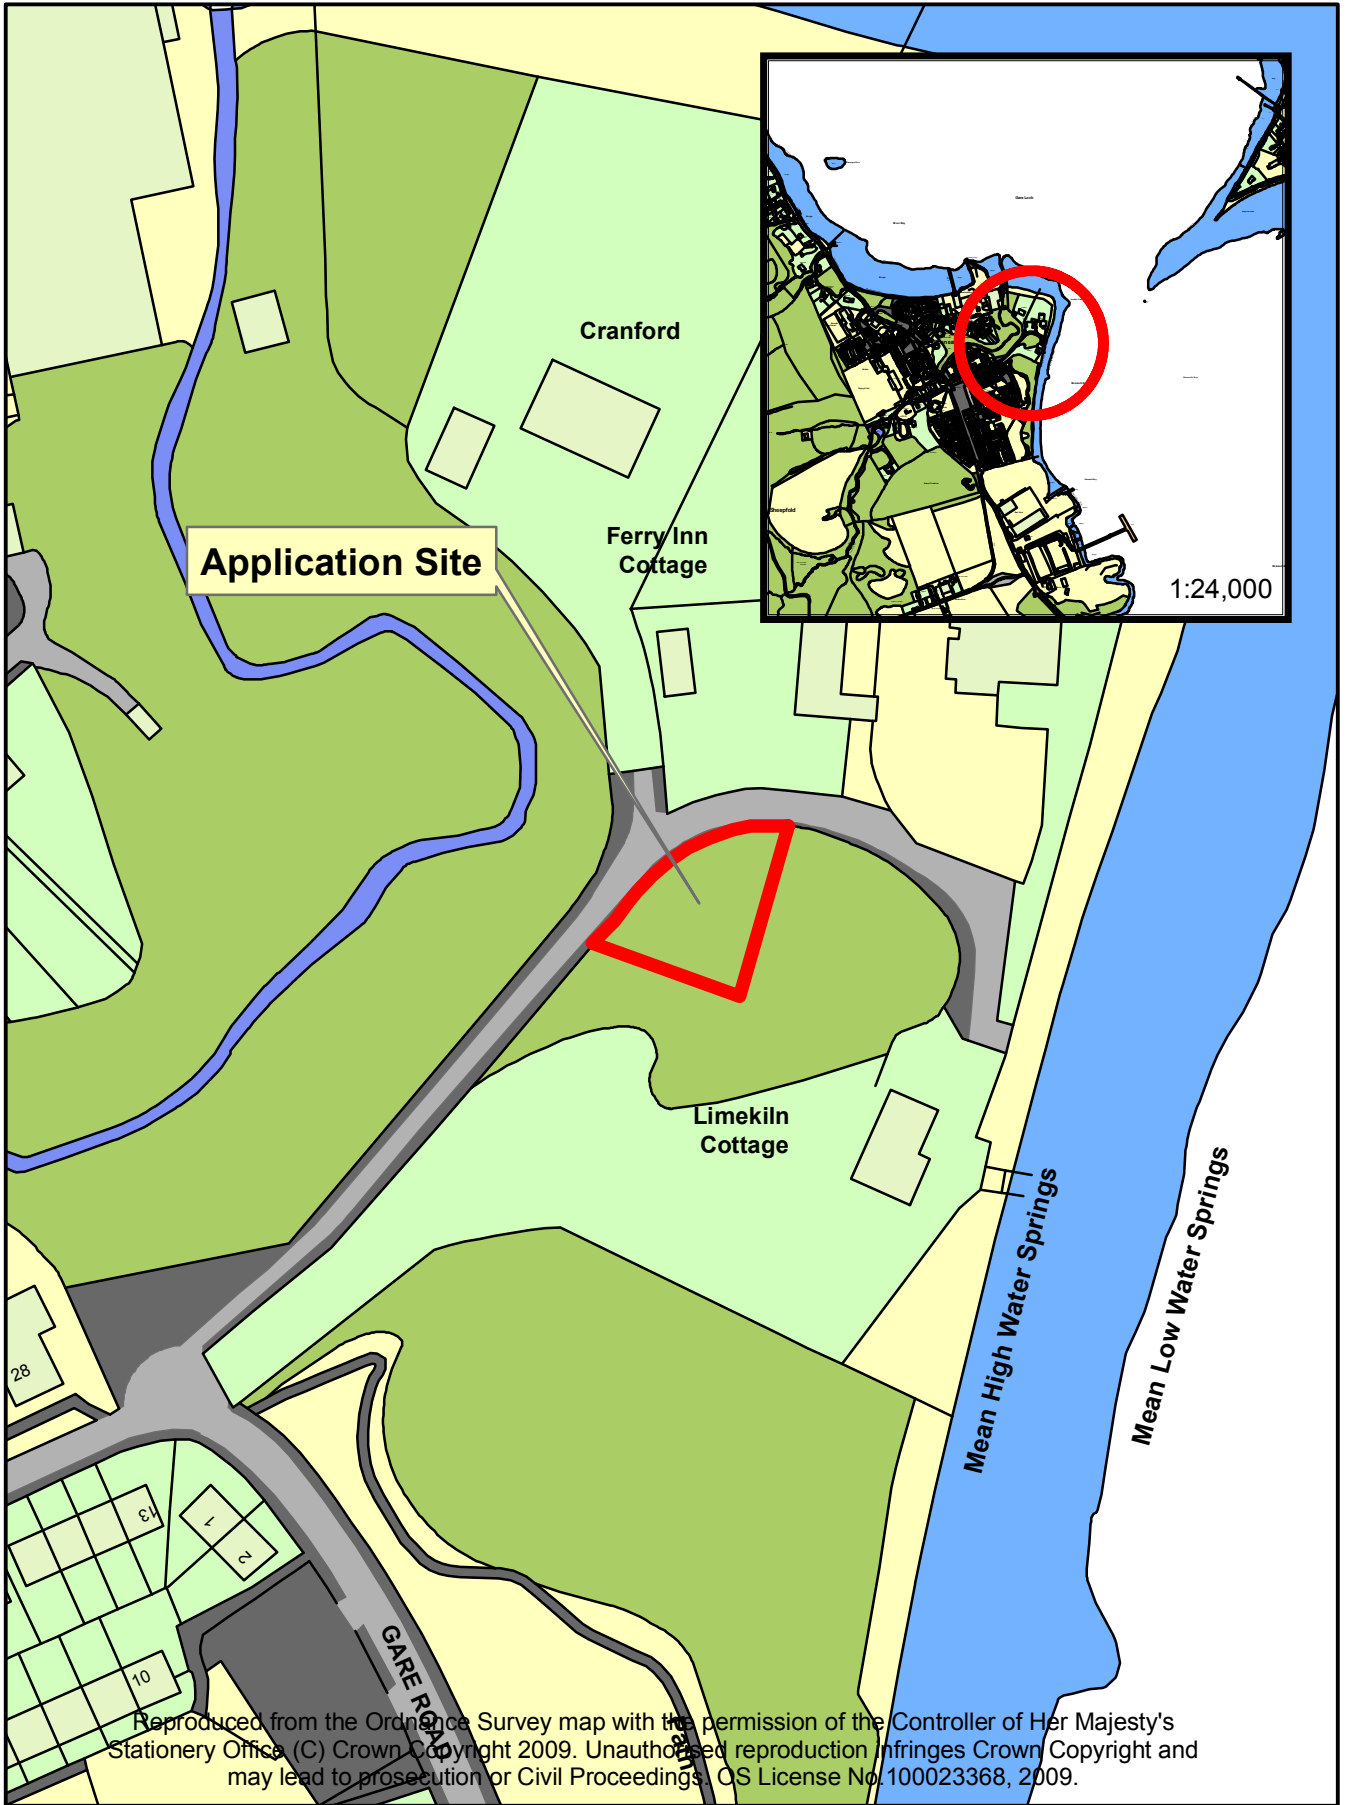 Cranford
Ferry Inn
Cottage
Application Site
Sheepfold
1:24,000
Limekiln
Cottage
Mean High Water Springs
Mean Low Water Springs
28
13
1
2
10
GARE ROAD
Path
Reproduced from the Ordnance Survey map with the permission of the Controller of Her Majesty's
Stationery Office (C) Crown Copyright 2009. Unauthorised reproduction infringes Crown Copyright and
may lead to prosecution or Civil Proceedings. OS License No.100023368, 2009.